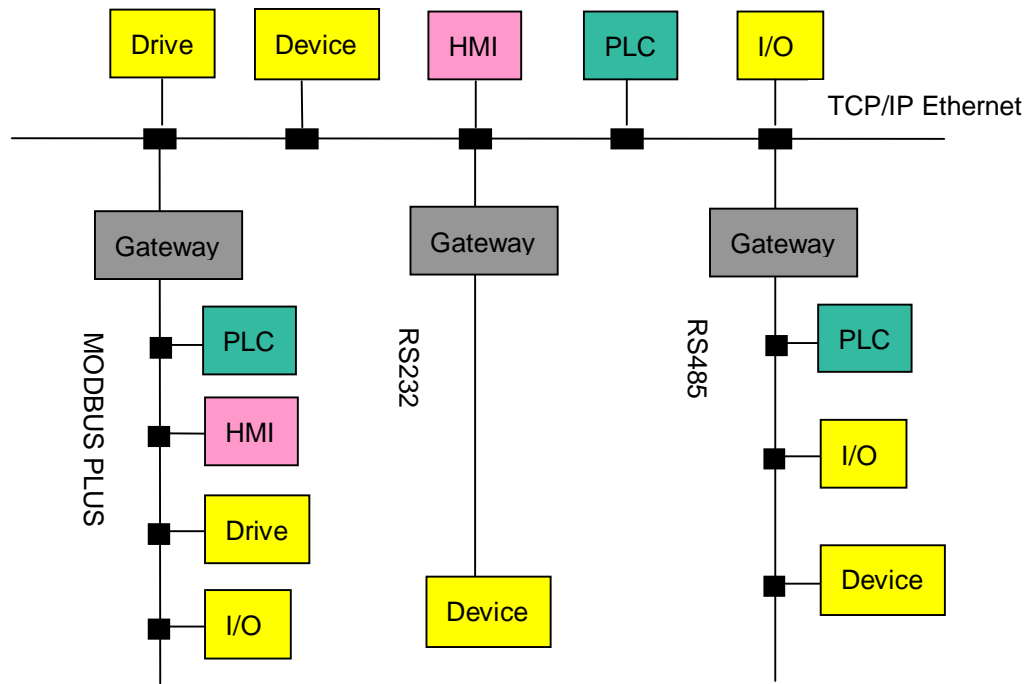 Drive
Device
HMI
PLC
I/O
TCP/IP Ethernet
Gateway
Gateway
Gateway
MODBUS PLUS
PLC
HMI
Drive
I/O
RS232
Device
RS485
PLC
I/O
Device